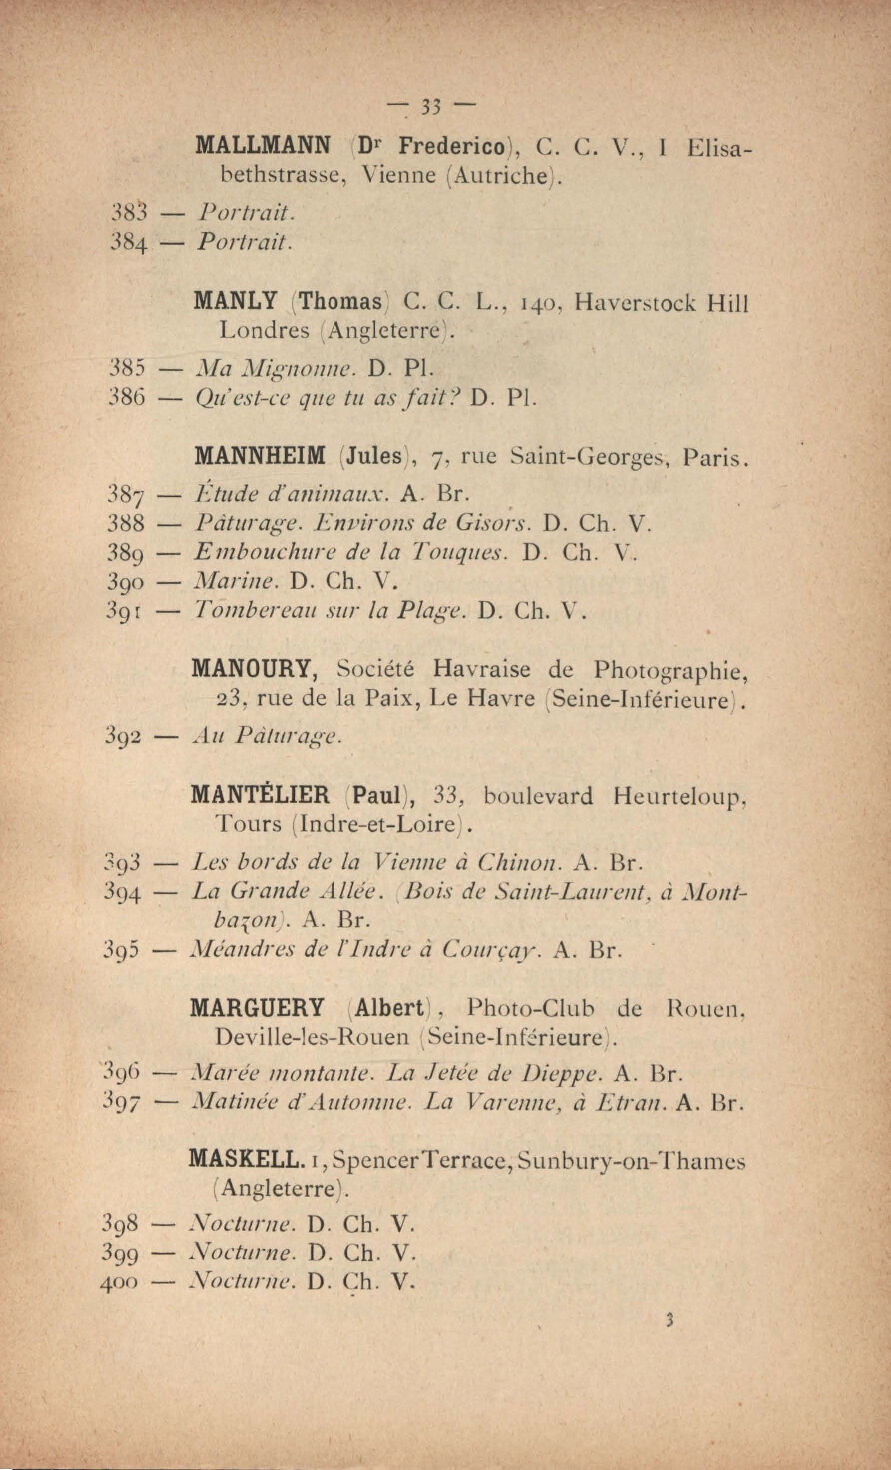 — 33 —
MALLMANN (Dr Frederico), C. C. V., I Elisa-
bethstrasse, Vienne (Autriche).
383 — Portrait.
384 — Portrait.
MANLY (Thomas) C. C. L., 140, Haverstock Hill
Londres (Angleterre).
385 — Ma Mignonne. D. Pl.
386 — Qu'est-ce que tu as fait? D. Pl.
MANNHEIM (Jules), 7, rue Saint-Georges, Paris.
387 — Étude d'animaux. A. Br.
388 — Pâturage. Environs de Gisors. D. Ch. V.
389 — Embouchure de la Touques. D. Ch. V.
390 — Marine. D. Ch. V.
391 — Tombereau sur la Plage. D. Ch. V.
MANOURY, Société Havraise de Photographie,
23, rue de la Paix, Le Havre (Seine-Inférieure).
392 — Au Pâturage.
MANTÉLIER (Paul), 33, boulevard Heurteloup,
Tours (Indre-et-Loire).
393 — Les bords de la Vienne à Chinon. A. Br.
394 — La Grande Allée. (Bois de Saint-Laurent, à Mont-
bazon). A. Br.
395 — Méandres de l'Indre à Courçay. A. Br.
MARGUERY (Albert), Photo-Club de Rouen,
Deville-les-Rouen (Seine-Inférieure).
396 — Marée montante. La Jetée de Dieppe. A. Br.
397 — Matinée d'Automne. La Varenne, à Etran. A. Br.
MASKELL. 1, Spencer Terrace, Sunbury-on-Thames
(Angleterre).
398 — Nocturne. D. Ch. V.
399 — Nocturne. D. Ch. V.
400 — Nocturne. D. Ch. V.
3